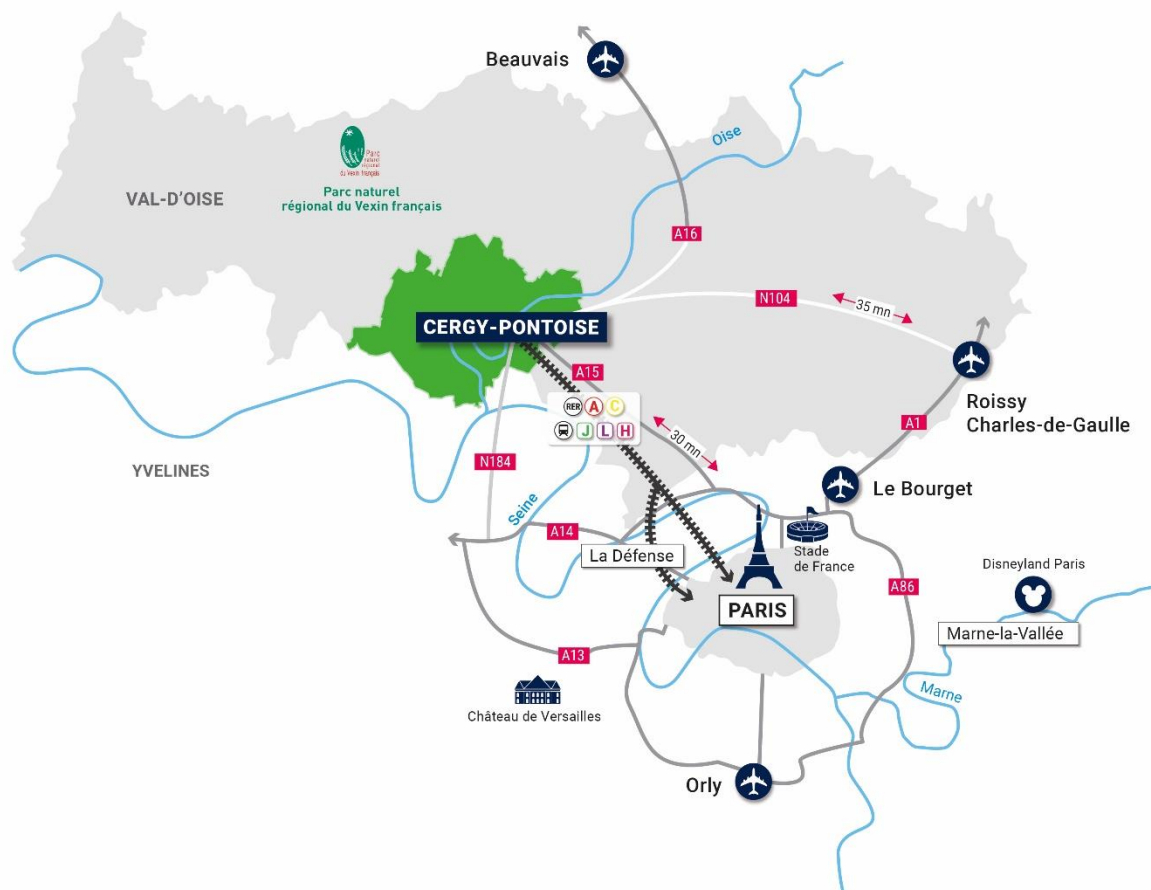 Beauvais
Oise
Parc
naturel
régional
du Vexin français
Parc naturel
régional du Vexin français
VAL-D'OISE
A16
N104
35 mn
CERGY-PONTOISE
A15
RER A C
J L H
30 mn
Roissy
Charles-de-Gaulle
A1
YVELINES
N184
Le Bourget
Seine
A14
La Défense
Stade
de France
PARIS
A86
Disneyland Paris
Marne-la-Vallée
A13
Marne
Château de Versailles
Orly